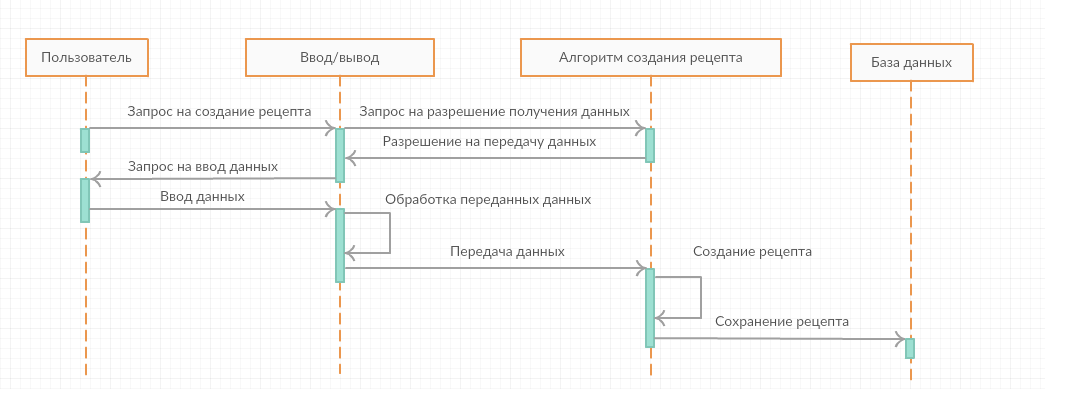 Пользователь
Ввод/вывод
Алгоритм создания рецепта
База данных
Запрос на создание рецепта
Запрос на разрешение получения данных
Разрешение на передачу данных
Запрос на ввод данных
Ввод данных
Обработка переданных данных
Передача данных
Создание рецепта
Сохранение рецепта